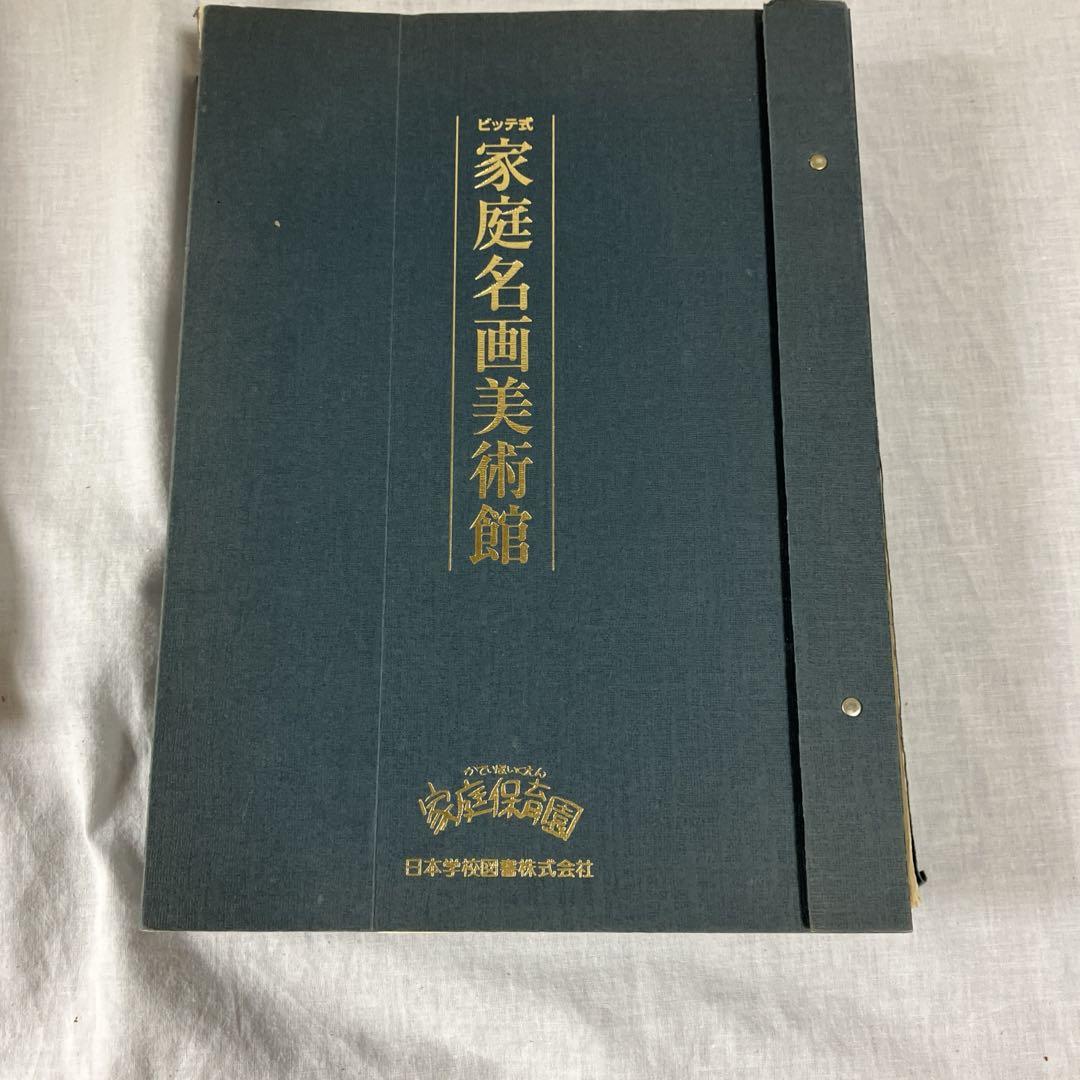 ビッテ式
家庭名画美術館
かていほいくえん
家庭保育園
日本学校図書株式会社